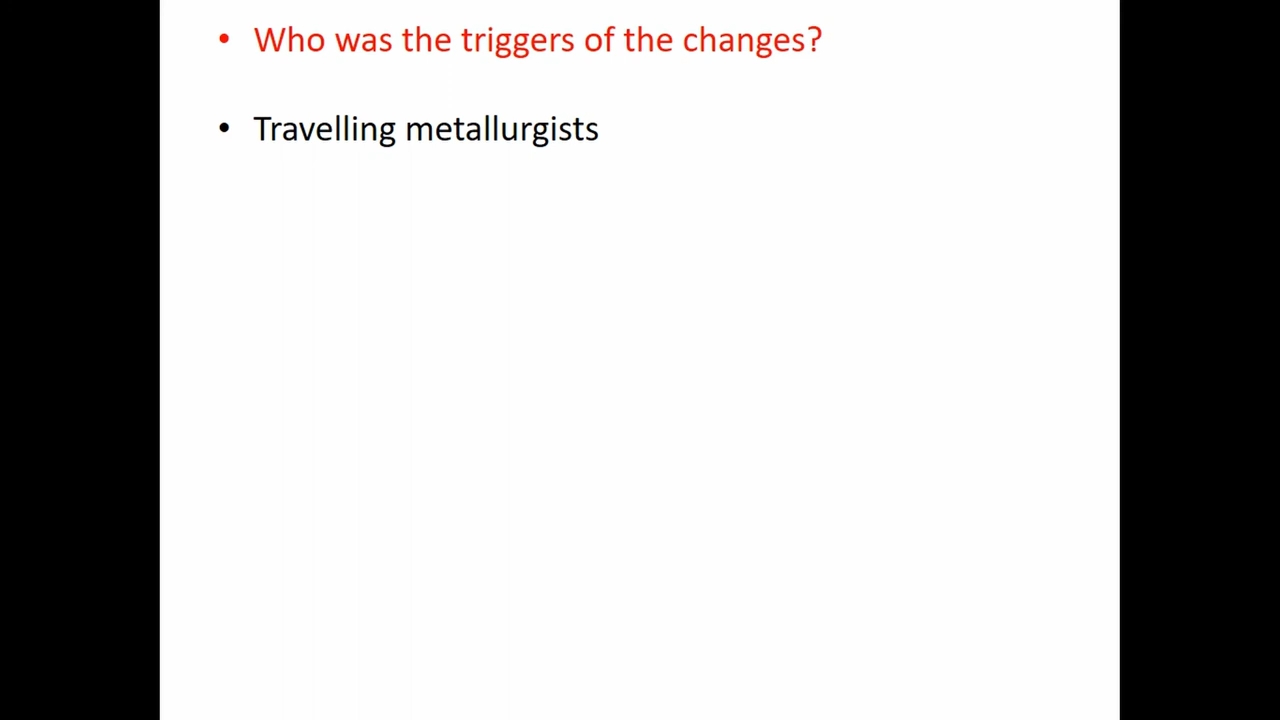 • Who was the triggers of the changes?
• Travelling metallurgists